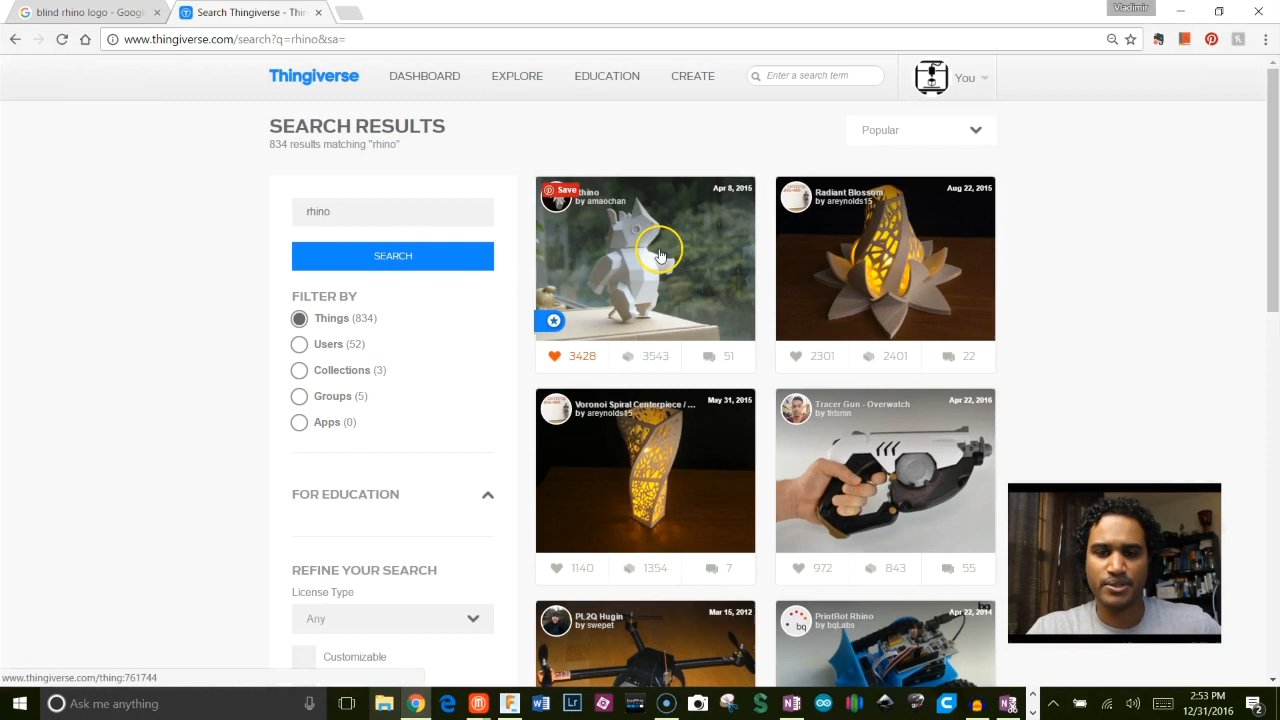 Vladimir
blind rhino logo - Google
Search Thingiverse - Thi
www.thingiverse.com/search?q=rhino&sa=
Thingiverse
DASHBOARD
EXPLORE
EDUCATION
CREATE
Enter a search term
You
SEARCH RESULTS
834 results matching "rhino"
Popular
rhino
SEARCH
FILTER BY
Things (834)
Users (52)
Collections (3)
Groups (5)
Apps (0)
FOR EDUCATION
REFINE YOUR SEARCH
License Type
Any
Customizable
Save
Rhino
by amaochan
Apr 8, 2015
3428
3543
51
Radiant Blossom
by areynolds15
Aug 22, 2015
2301
2401
22
Voronoi Spiral Centerpiece / ...
by areynolds15
May 31, 2015
1140
1354
7
Tracer Gun - Overwatch
by fntsmn
Apr 22, 2016
972
843
55
PL2Q Hugin
by swepet
Mar 15, 2012
PrintBot Rhino
by bqLabs
Apr 22, 2014
bq
www.thingiverse.com/thing:761744
Ask me anything
2:53 PM
12/31/2016